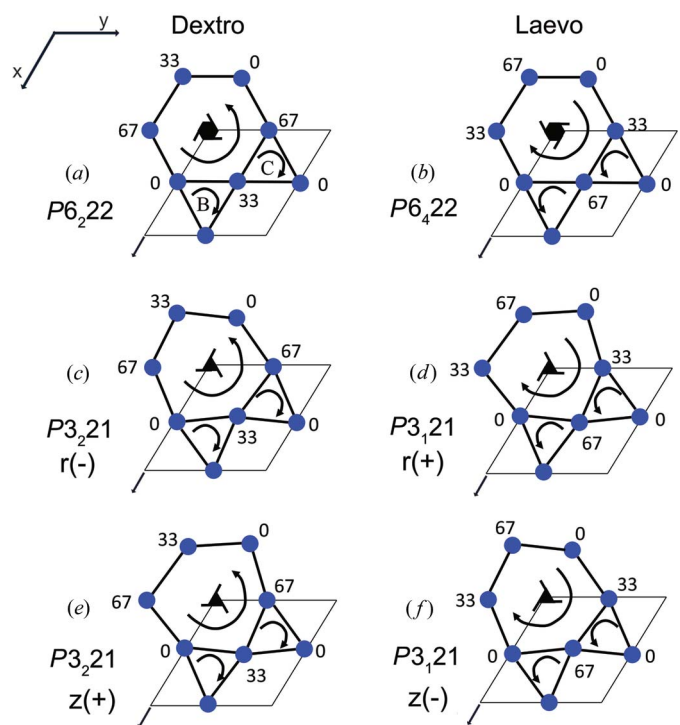 y
x
Dextro
Laevo
33
0
67
67
0
33
0
C
B
(a)
P6₂22
67
0
33
33
0
67
0
(b)
P6₄22
33
0
67
67
0
33
0
(c)
P3₂21
r(-)
67
0
33
33
0
67
0
(d)
P3₁21
r(+)
33
0
67
67
0
33
0
(e)
P3₂21
z(+)
67
0
33
33
0
67
0
(f)
P3₁21
z(-)